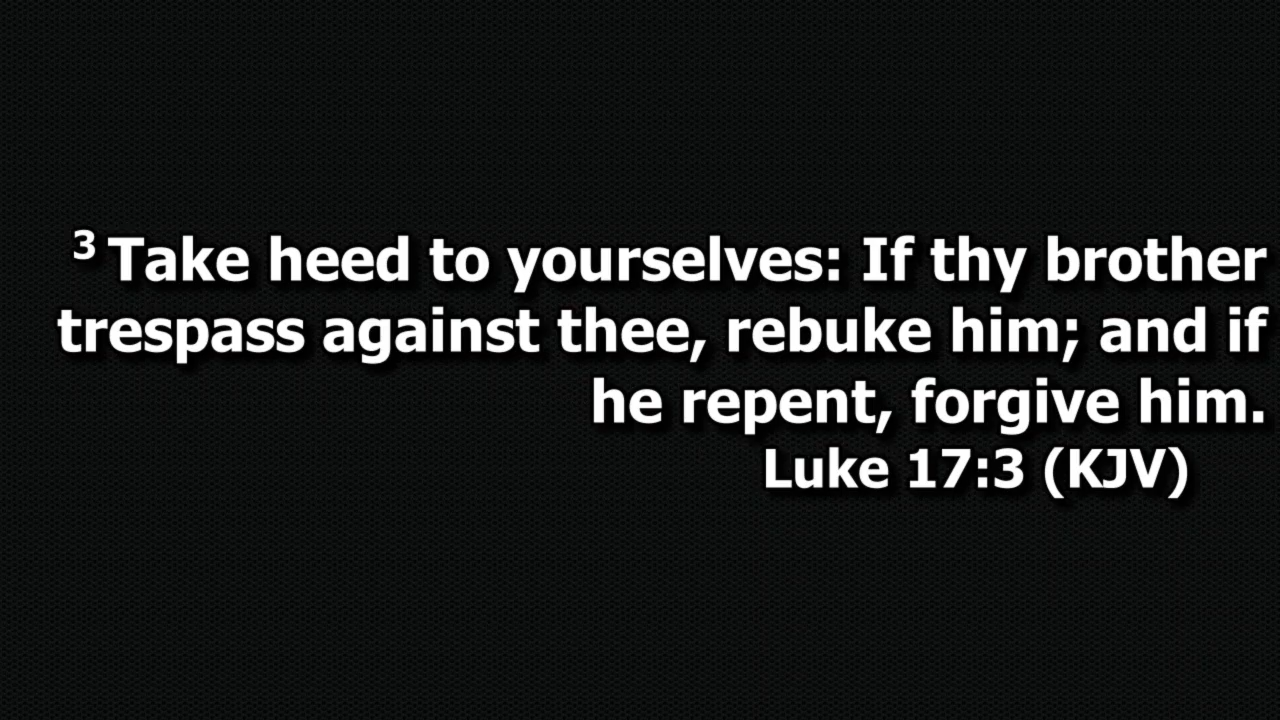 3 Take heed to yourselves: If thy brother
trespass against thee, rebuke him; and if
he repent, forgive him.
Luke 17:3 (KJV)